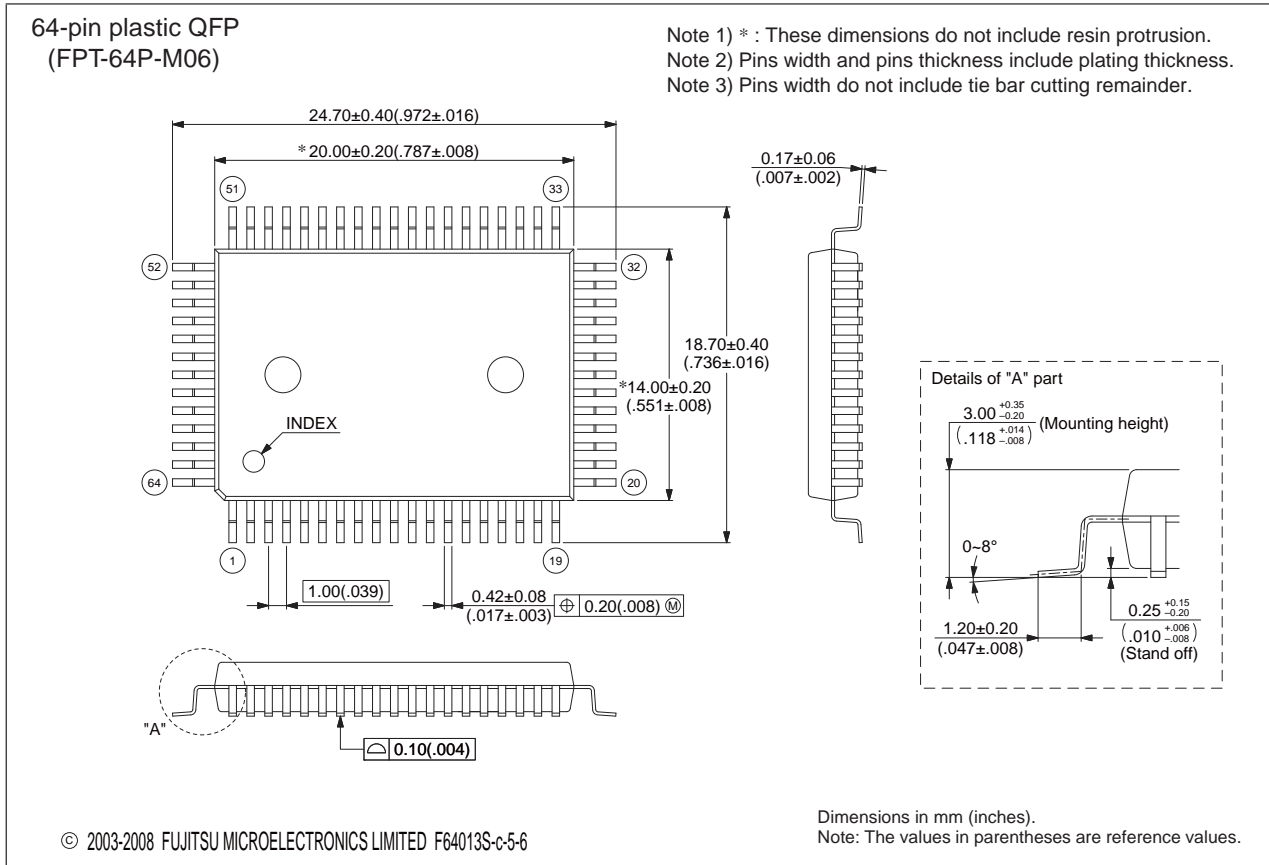 64-pin plastic QFP
(FPT-64P-M06)
Note 1) * : These dimensions do not include resin protrusion.
Note 2) Pins width and pins thickness include plating thickness.
Note 3) Pins width do not include tie bar cutting remainder.
24.70±0.40(.972±.016)
*20.00±0.20(.787±.008)
0.17±0.06
(.007±.002)
51
33
52
32
18.70±0.40
(.736±.016)
*14.00±0.20
(.551±.008)
INDEX
64
20
1
19
1.00(.039)
0.42±0.08
(.017±.003)
⌖ 0.20(.008) Ⓜ
Details of "A" part
3.00 +0.35 –0.20 (Mounting height)
(.118 +.014 –.008)
0~8°
0.25 +0.15 –0.20
(.010 +.006 –.008)
(Stand off)
1.20±0.20
(.047±.008)
"A"
⌓ 0.10(.004)
© 2003-2008 FUJITSU MICROELECTRONICS LIMITED F64013S-c-5-6
Dimensions in mm (inches).
Note: The values in parentheses are reference values.